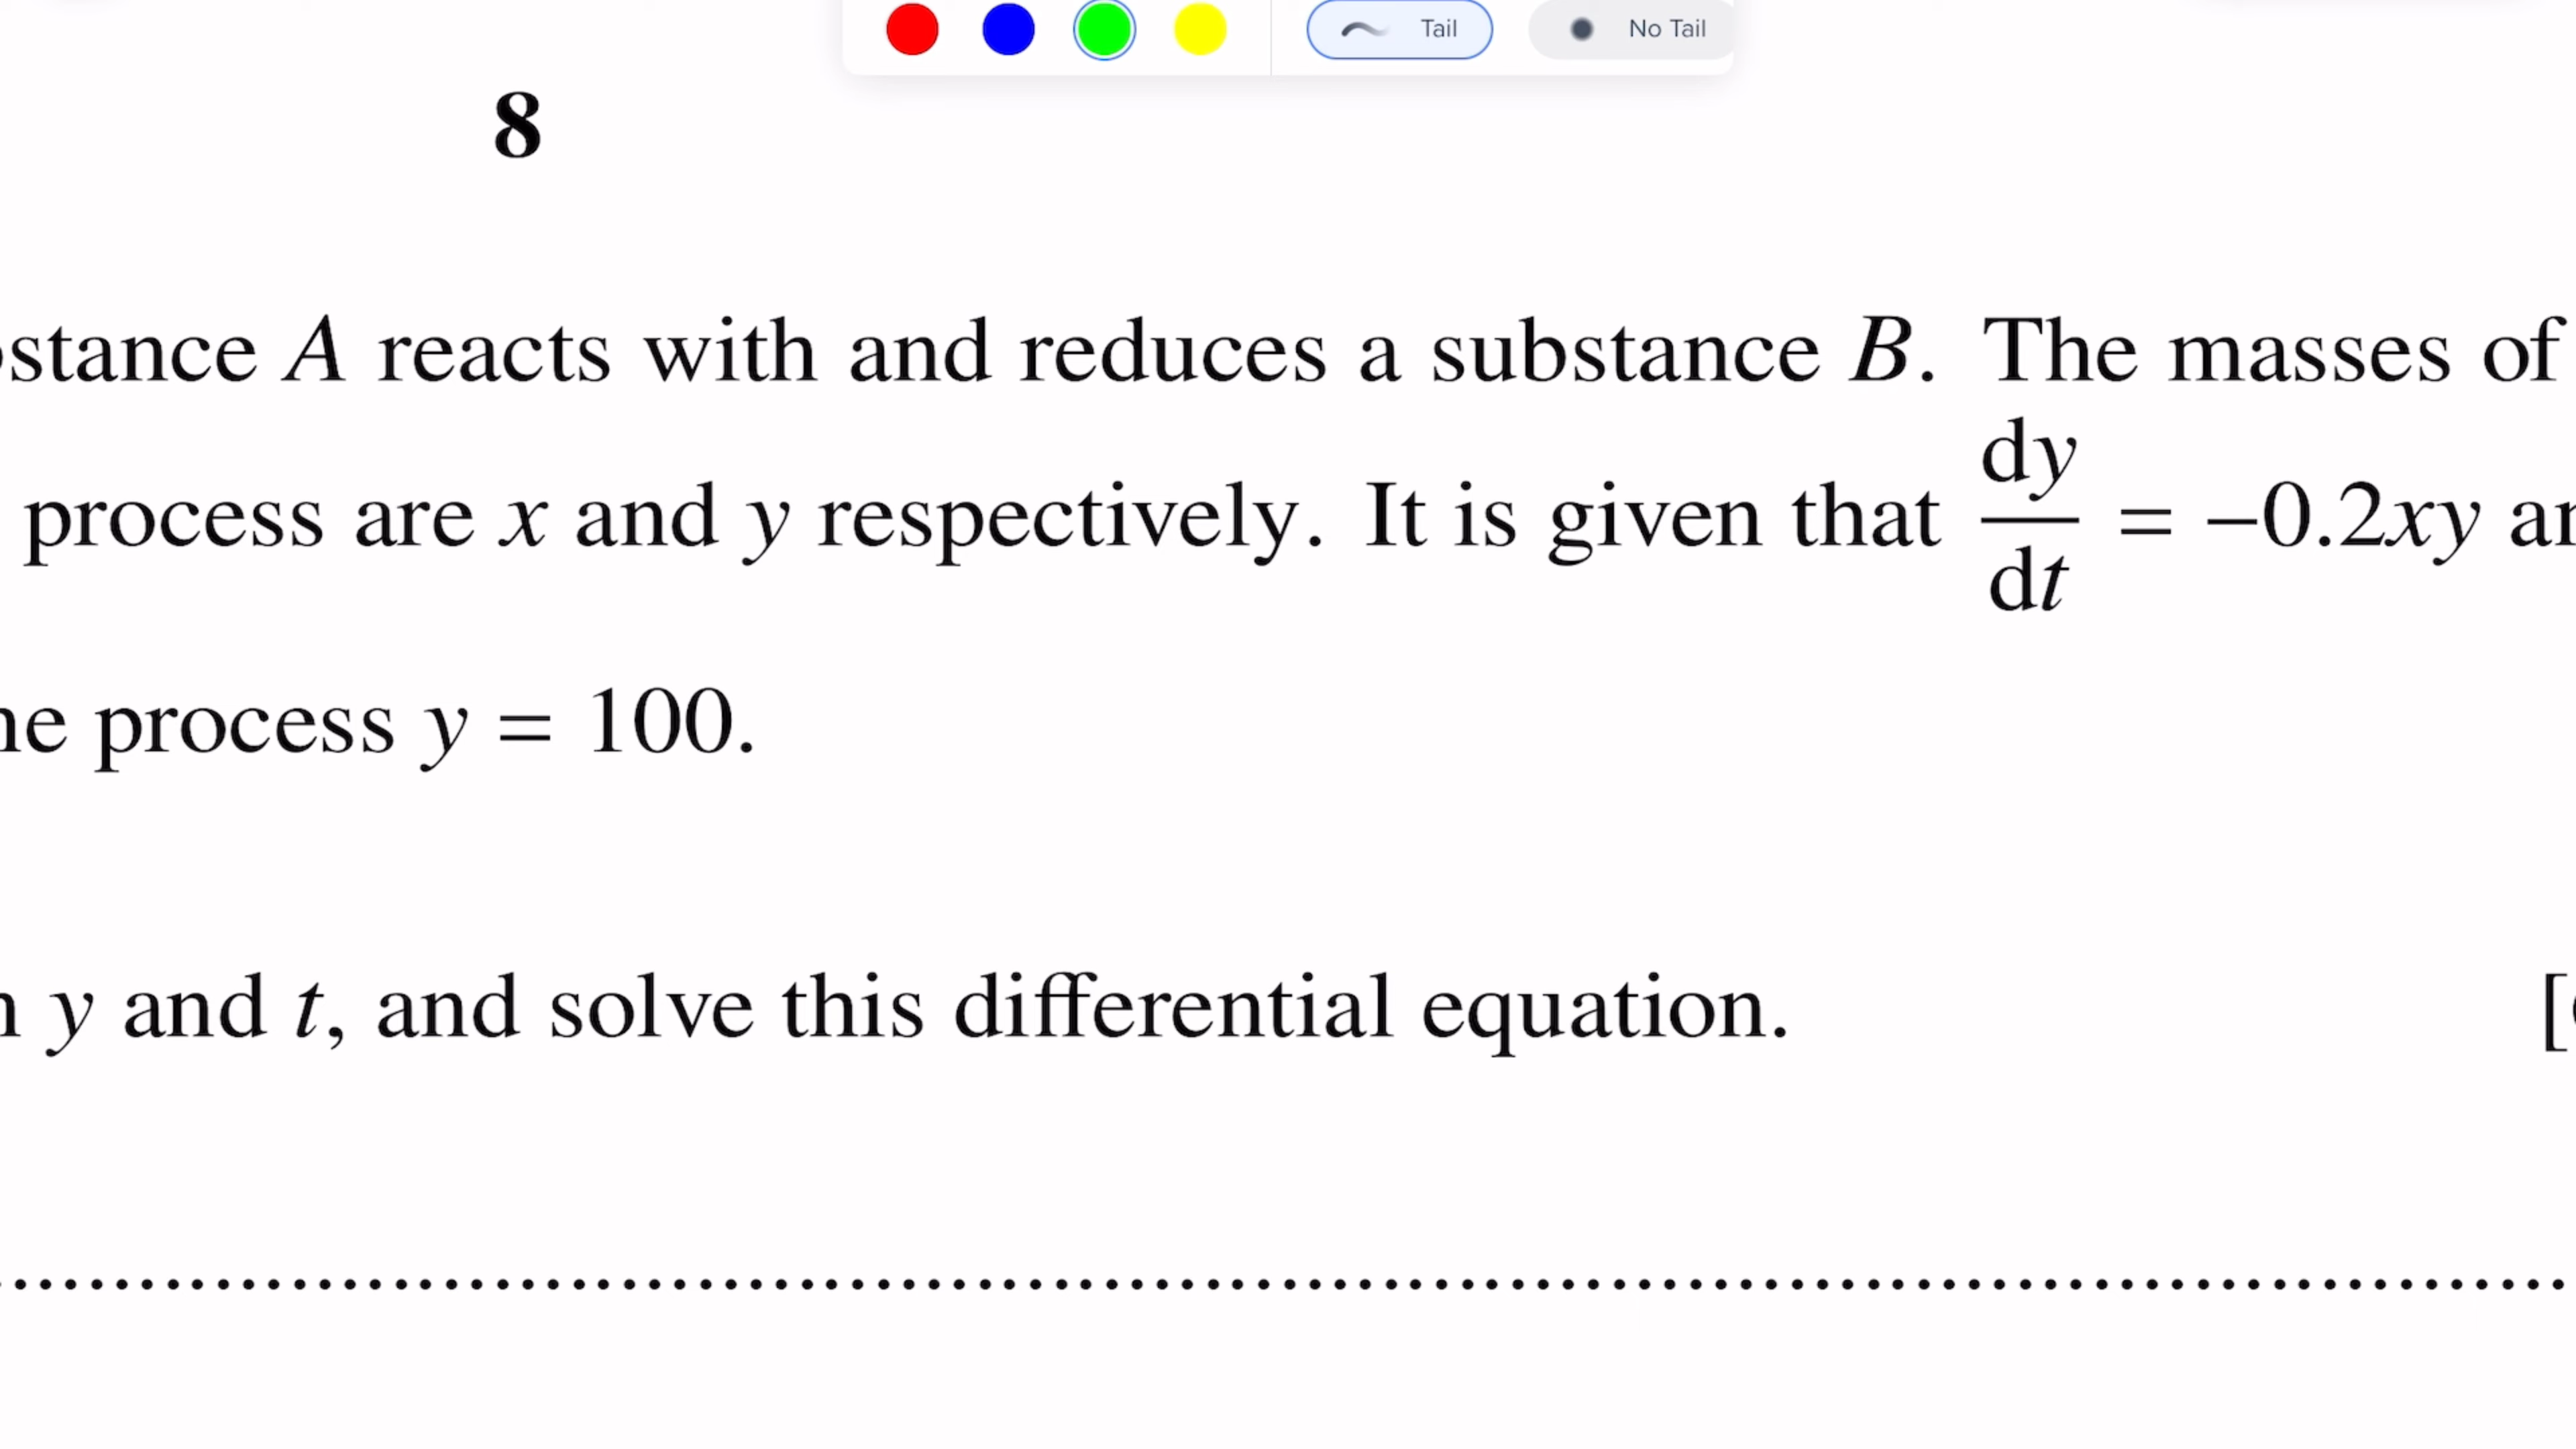 Tail No Tail
8
stance A reacts with and reduces a substance B. The masses of
process are x and y respectively. It is given that dy/dt = −0.2xy
process y = 100.
y and t, and solve this differential equation.